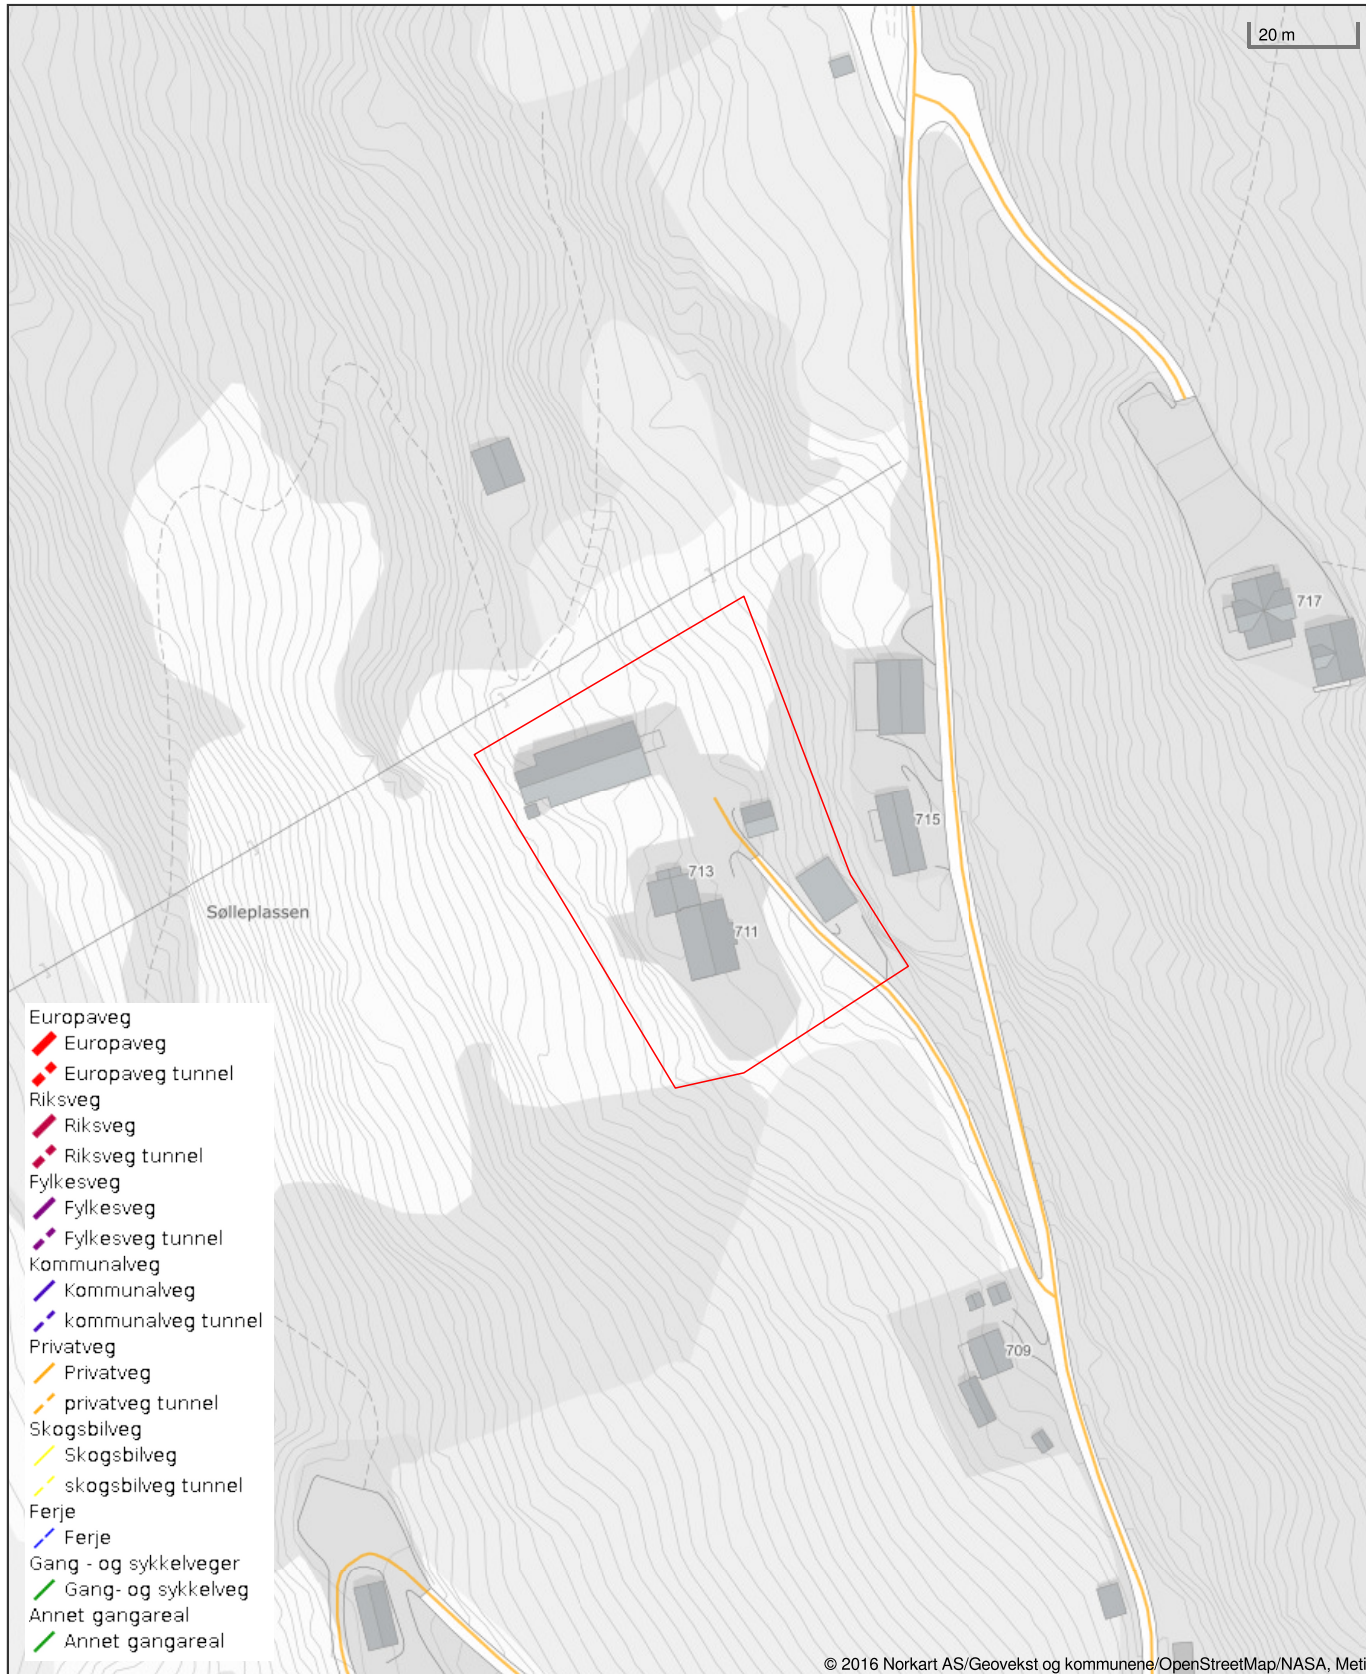 20 m
717
715
713
711
Sølleplassen
Europaveg
Europaveg
Europaveg tunnel
Riksveg
Riksveg
Riksveg tunnel
Fylkesveg
Fylkesveg
Fylkesveg tunnel
Kommunalveg
Kommunalveg
kommunalveg tunnel
Privatveg
Privatveg
privatveg tunnel
Skogsbilveg
Skogsbilveg
skogsbilveg tunnel
Ferje
Ferje
Gang - og sykkelveger
Gang- og sykkelveg
Annet gangareal
Annet gangareal
709
© 2016 Norkart AS/Geovekst og kommunene/OpenStreetMap/NASA, Meti